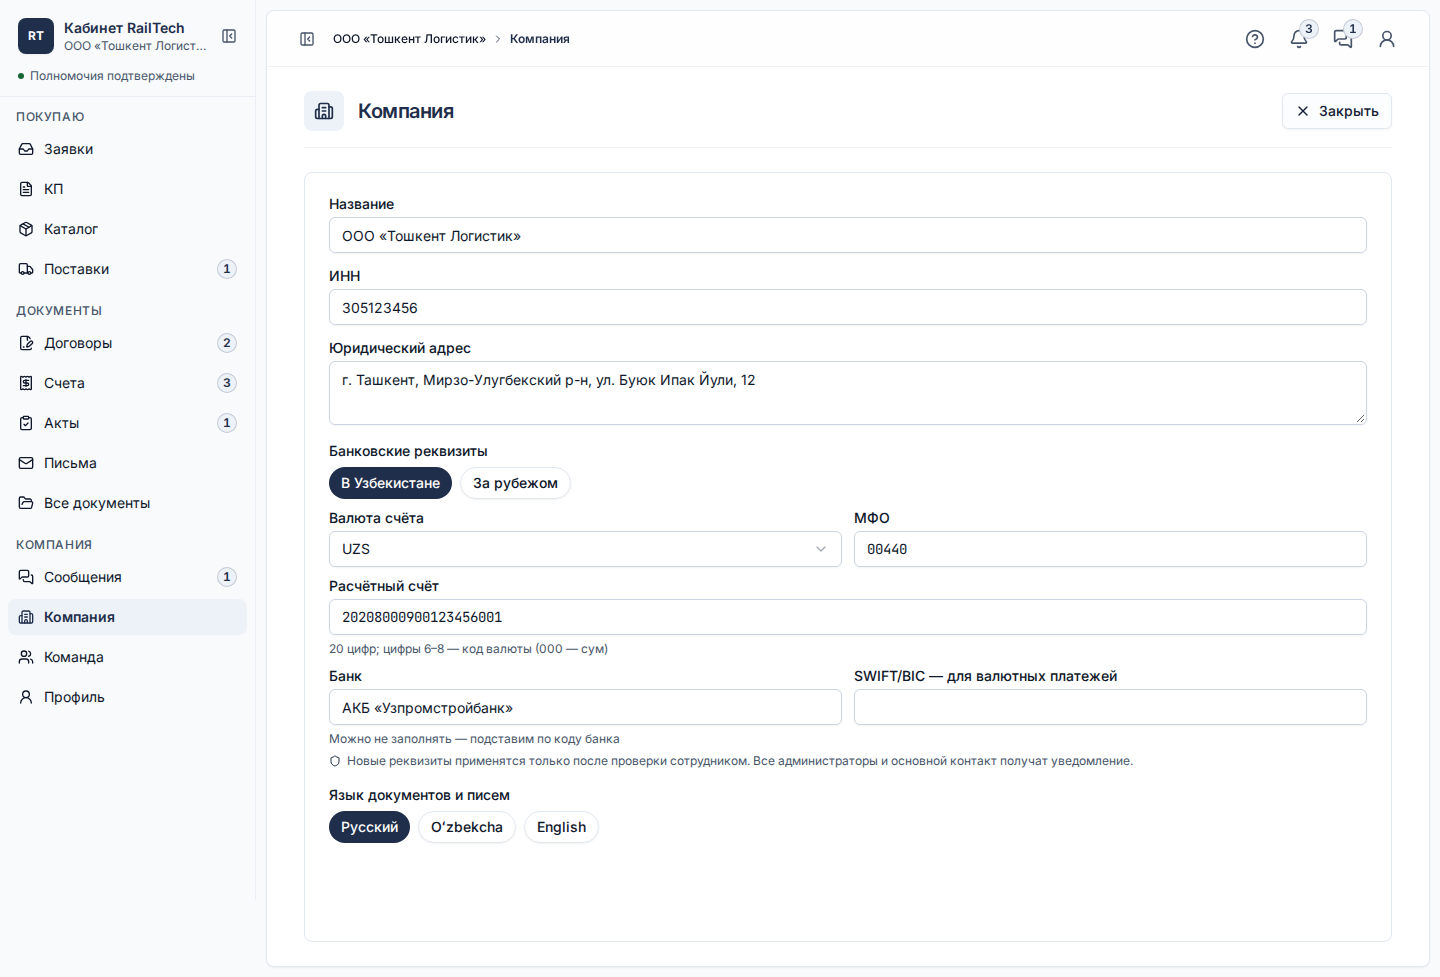 RT
Кабинет RailTech
ООО «Тошкент Логист...
Полномочия подтверждены
ПОКУПАЮ
Заявки
КП
Каталог
Поставки 1
ДОКУМЕНТЫ
Договоры 2
Счета 3
Акты 1
Письма
Все документы
КОМПАНИЯ
Сообщения 1
Компания
Команда
Профиль
ООО «Тошкент Логистик» > Компания
3
1
Компания
Закрыть
Название
ООО «Тошкент Логистик»
ИНН
305123456
Юридический адрес
г. Ташкент, Мирзо-Улугбекский р-н, ул. Буюк Ипак Йули, 12
Банковские реквизиты
В Узбекистане За рубежом
Валюта счёта МФО
UZS 00440
Расчётный счёт
20208000900123456001
20 цифр; цифры 6–8 — код валюты (000 — сум)
Банк SWIFT/BIC — для валютных платежей
АКБ «Узпромстройбанк»
Можно не заполнять — подставим по коду банка
Новые реквизиты применятся только после проверки сотрудником. Все администраторы и основной контакт получат уведомление.
Язык документов и писем
Русский Oʻzbekcha English